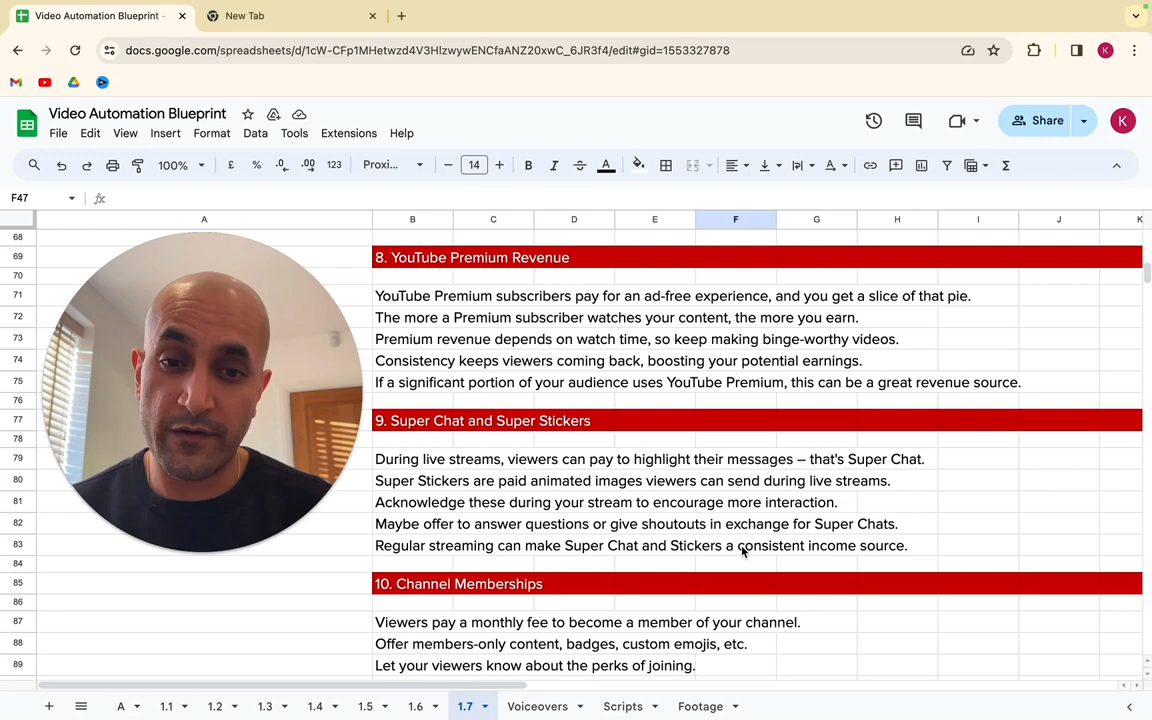 Video Automation Blueprint -
New Tab
docs.google.com/spreadsheets/d/1cW-CFp1MHetwzd4V3HIzwywENCfaANZ20xwC_6JR3f4/edit#gid=1553327878
K
Video Automation Blueprint
File Edit View Insert Format Data Tools Extensions Help
Share
K
100% £ % .0 .00 123 Proxi... 14 B I S A
F47 fx
A B C D E F G H I J K
68
69 8. YouTube Premium Revenue
70
71 YouTube Premium subscribers pay for an ad-free experience, and you get a slice of that pie.
72 The more a Premium subscriber watches your content, the more you earn.
73 Premium revenue depends on watch time, so keep making binge-worthy videos.
74 Consistency keeps viewers coming back, boosting your potential earnings.
75 If a significant portion of your audience uses YouTube Premium, this can be a great revenue source.
76
77 9. Super Chat and Super Stickers
78
79 During live streams, viewers can pay to highlight their messages – that's Super Chat.
80 Super Stickers are paid animated images viewers can send during live streams.
81 Acknowledge these during your stream to encourage more interaction.
82 Maybe offer to answer questions or give shoutouts in exchange for Super Chats.
83 Regular streaming can make Super Chat and Stickers a consistent income source.
84
85 10. Channel Memberships
86
87 Viewers pay a monthly fee to become a member of your channel.
88 Offer members-only content, badges, custom emojis, etc.
89 Let your viewers know about the perks of joining.
A 1.1 1.2 1.3 1.4 1.5 1.6 1.7 Voiceovers Scripts Footage